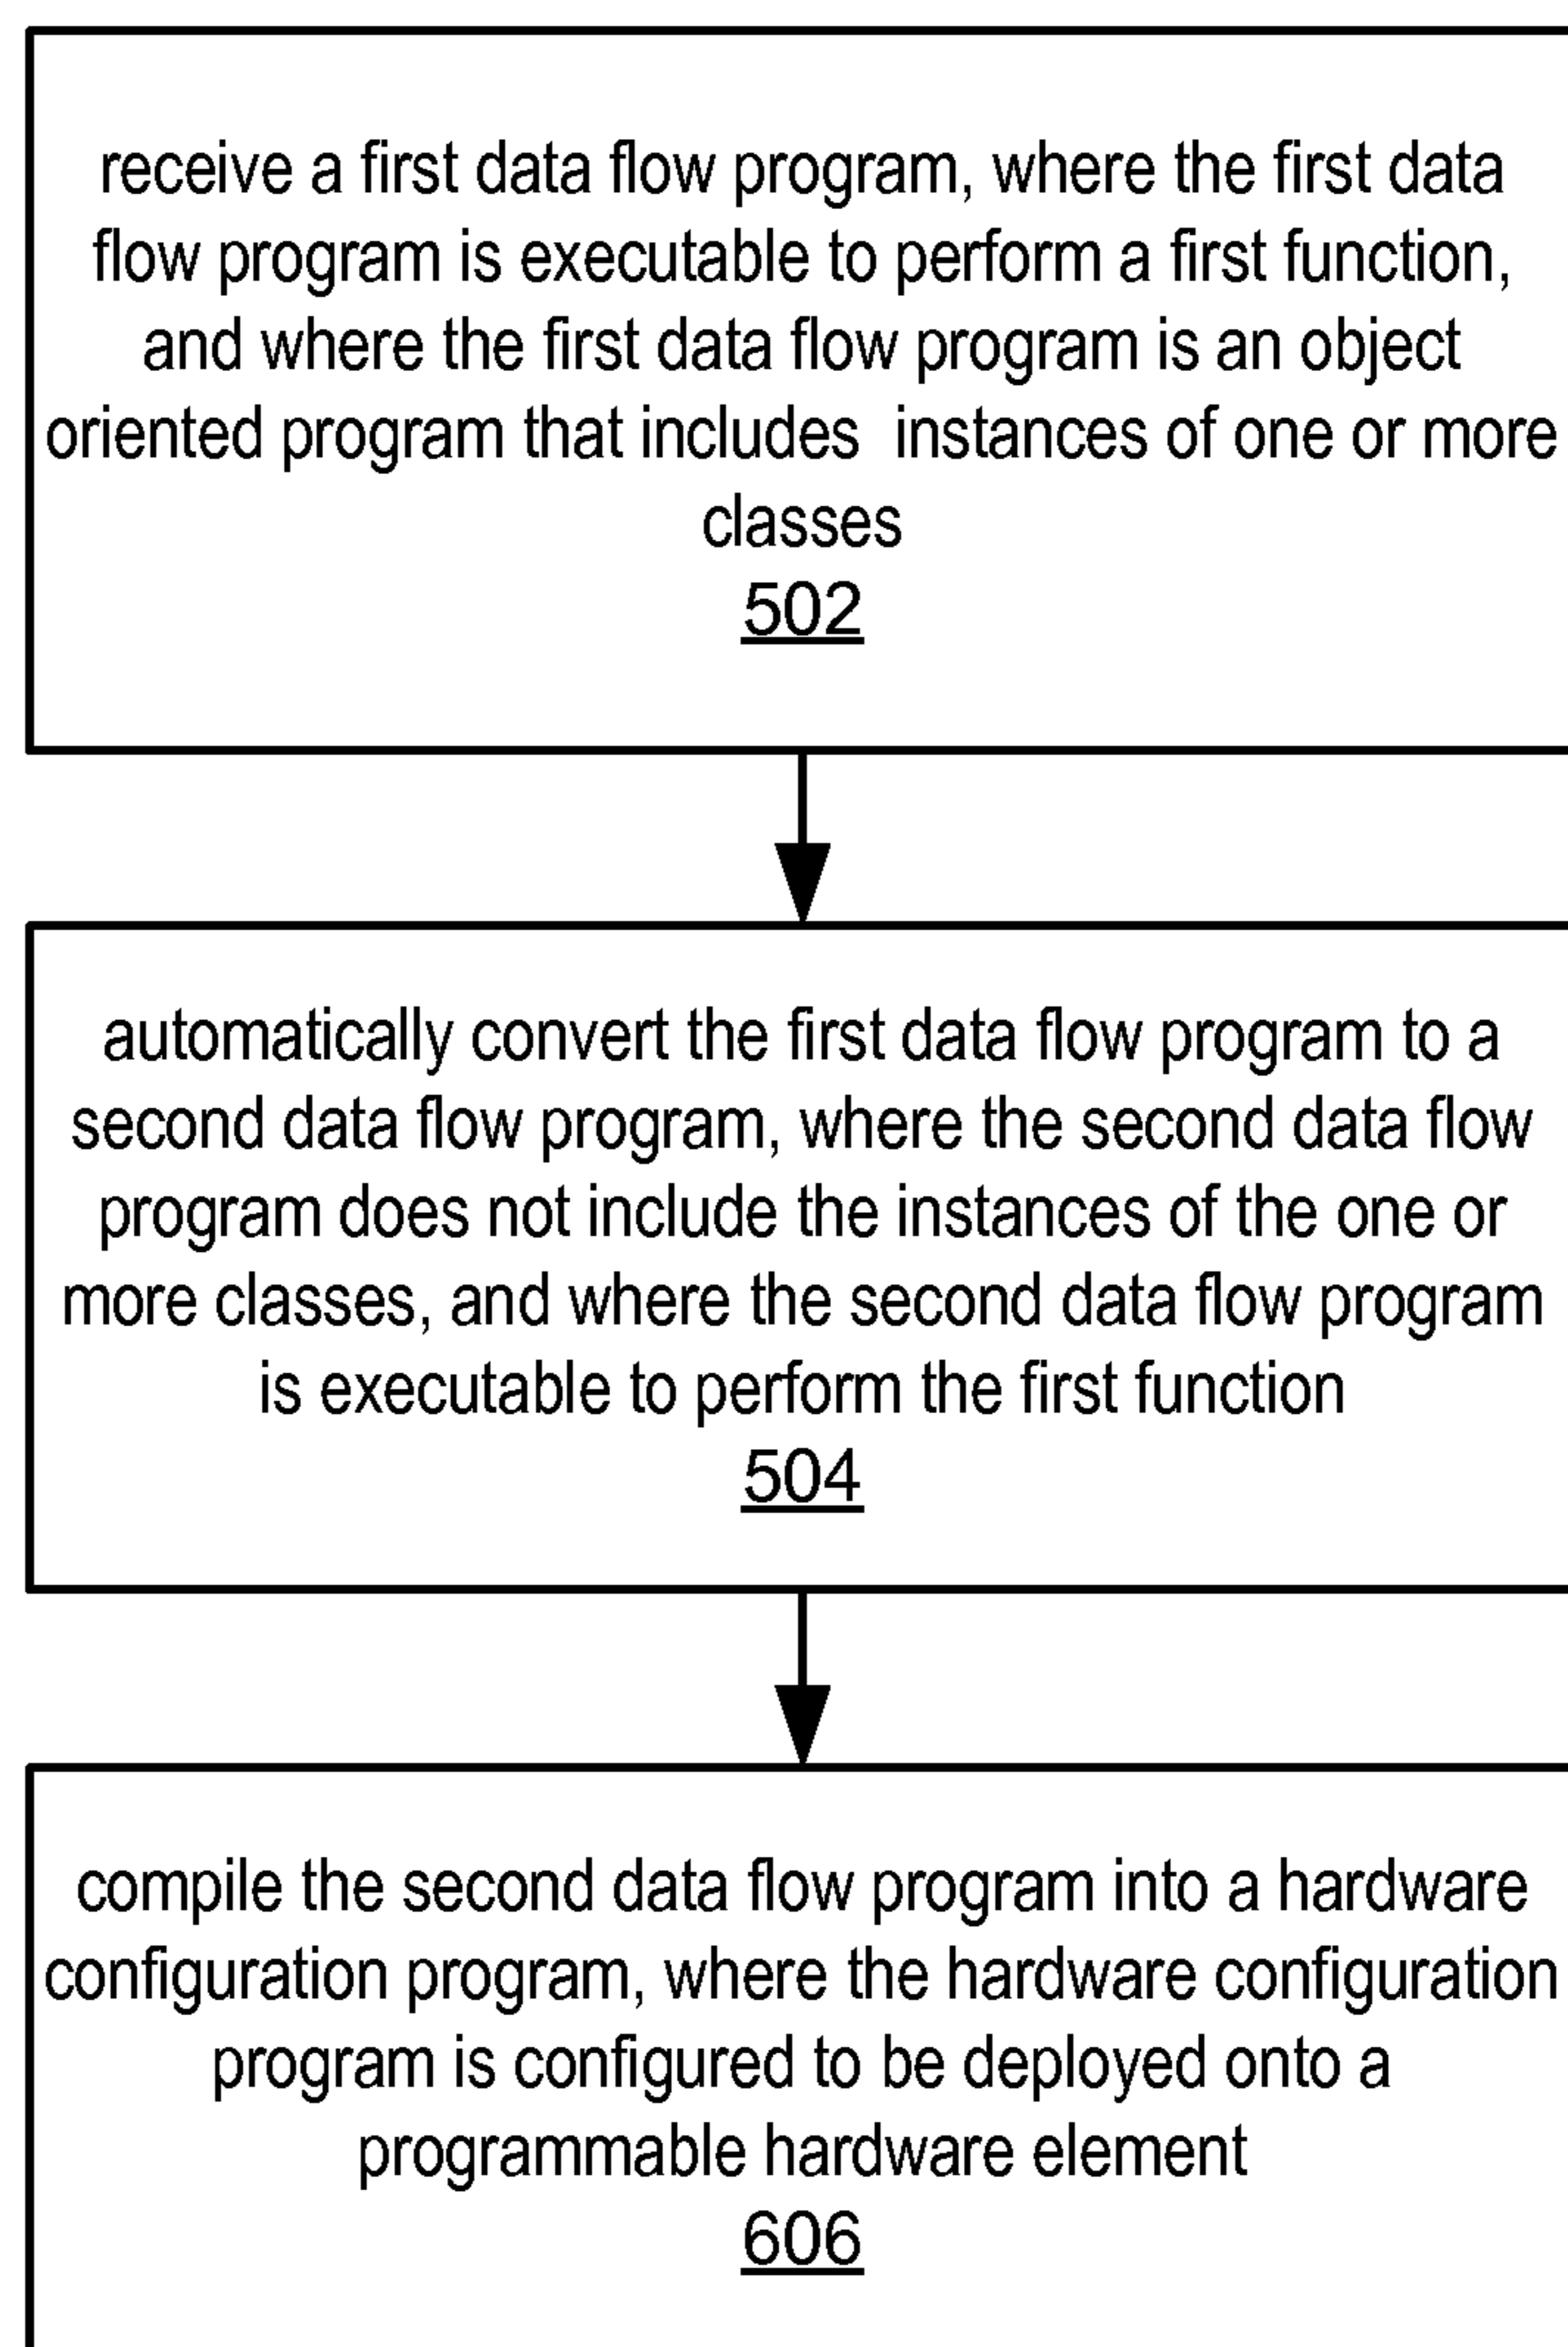 receive a first data flow program, where the first data
flow program is executable to perform a first function,
and where the first data flow program is an object
oriented program that includes  instances of one or more
classes
502
automatically convert the first data flow program to a
second data flow program, where the second data flow
program does not include the instances of the one or
more classes, and where the second data flow program
is executable to perform the first function
504
compile the second data flow program into a hardware
configuration program, where the hardware configuration
program is configured to be deployed onto a
programmable hardware element
606